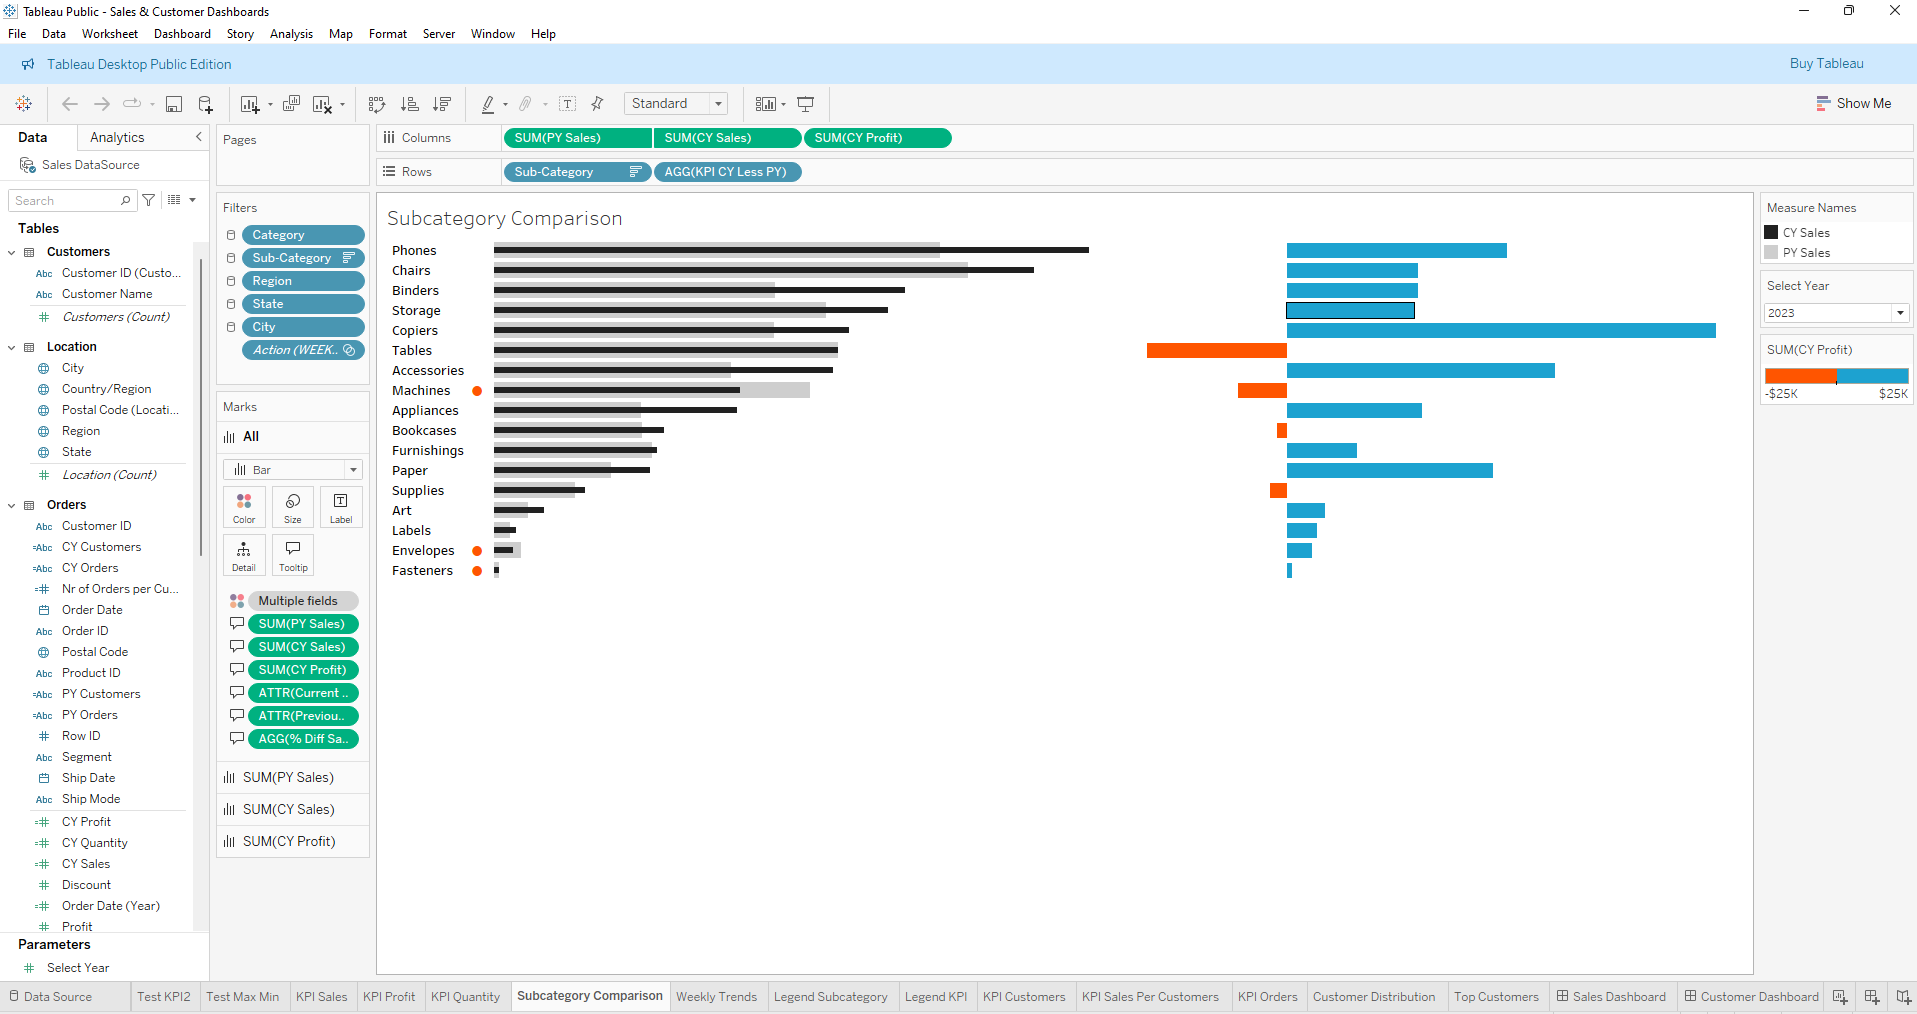 Tableau Public - Sales & Customer Dashboards
File Data Worksheet Dashboard Story Analysis Map Format Server Window Help
Tableau Desktop Public Edition
Buy Tableau
Standard
Show Me
Data
Analytics
Sales DataSource
Search
Tables
Customers
Abc Customer ID (Custo...
Abc Customer Name
Customers (Count)
Location
City
Country/Region
Postal Code (Locati...
Region
State
Location (Count)
Orders
Abc Customer ID
=Abc CY Customers
=Abc CY Orders
Nr of Orders per Cu...
Order Date
Abc Order ID
Postal Code
Abc Product ID
=Abc PY Customers
=Abc PY Orders
Row ID
Abc Segment
Ship Date
Abc Ship Mode
CY Profit
CY Quantity
CY Sales
Discount
Order Date (Year)
Profit
Parameters
Select Year
Pages
Filters
Category
Sub-Category
Region
State
City
Action (WEEK..
Marks
All
Bar
Color
Size
Label
Detail
Tooltip
Multiple fields
SUM(PY Sales)
SUM(CY Sales)
SUM(CY Profit)
ATTR(Current ..
ATTR(Previou..
AGG(% Diff Sa..
SUM(PY Sales)
SUM(CY Sales)
SUM(CY Profit)
Columns
SUM(PY Sales)
SUM(CY Sales)
SUM(CY Profit)
Rows
Sub-Category
AGG(KPI CY Less PY)
Subcategory Comparison
Phones
Chairs
Binders
Storage
Copiers
Tables
Accessories
Machines
Appliances
Bookcases
Furnishings
Paper
Supplies
Art
Labels
Envelopes
Fasteners
Measure Names
CY Sales
PY Sales
Select Year
2023
SUM(CY Profit)
-$25K $25K
Data Source
Test KPI2
Test Max Min
KPI Sales
KPI Profit
KPI Quantity
Subcategory Comparison
Weekly Trends
Legend Subcategory
Legend KPI
KPI Customers
KPI Sales Per Customers
KPI Orders
Customer Distribution
Top Customers
Sales Dashboard
Customer Dashboard